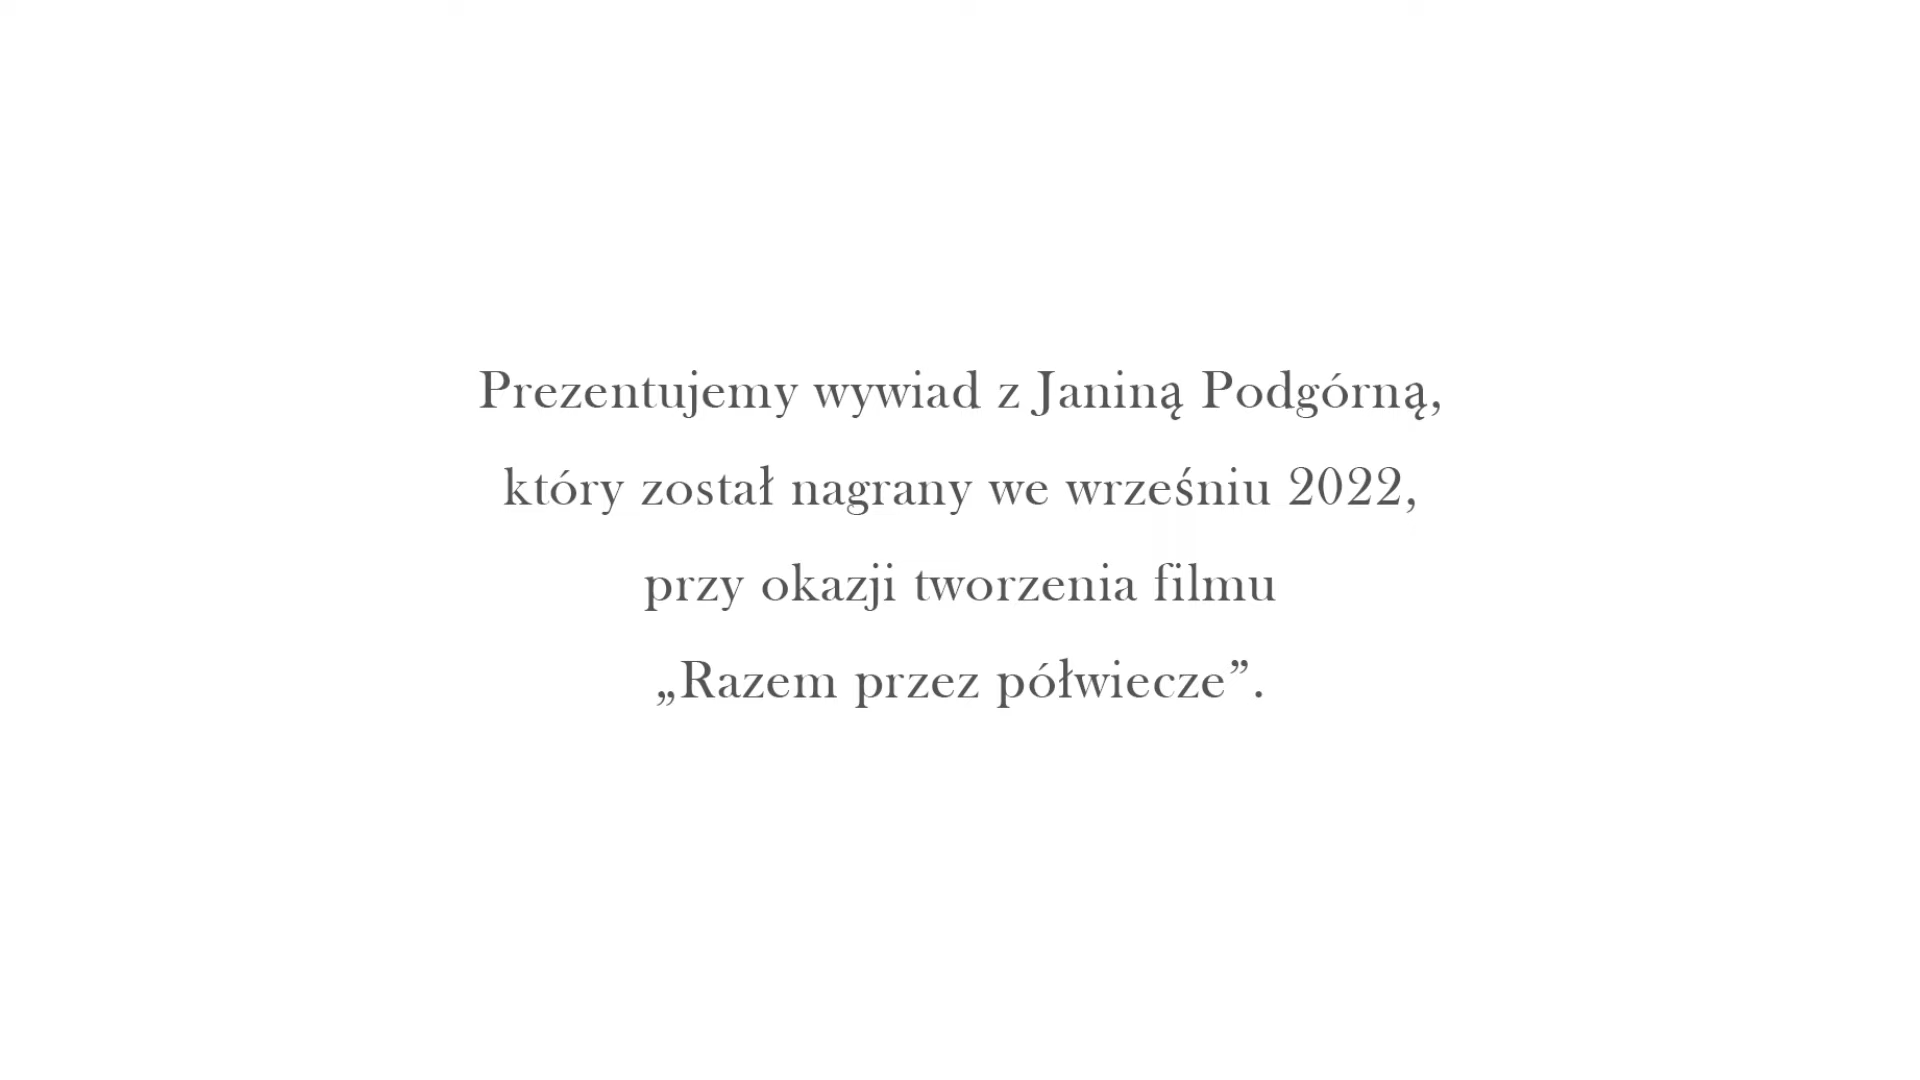 Prezentujemy wywiad z Janiną Podgórną,
który został nagrany we wrześniu 2022,
przy okazji tworzenia filmu
„Razem przez półwiecze”.